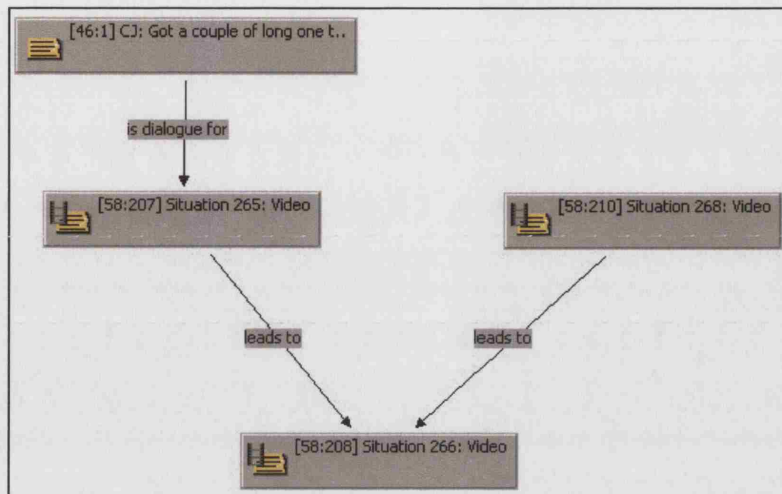 [46:1] CJ: Got a couple of long one t..
is dialogue for
[58:207] Situation 265: Video
[58:210] Situation 268: Video
leads to
leads to
[58:208] Situation 266: Video